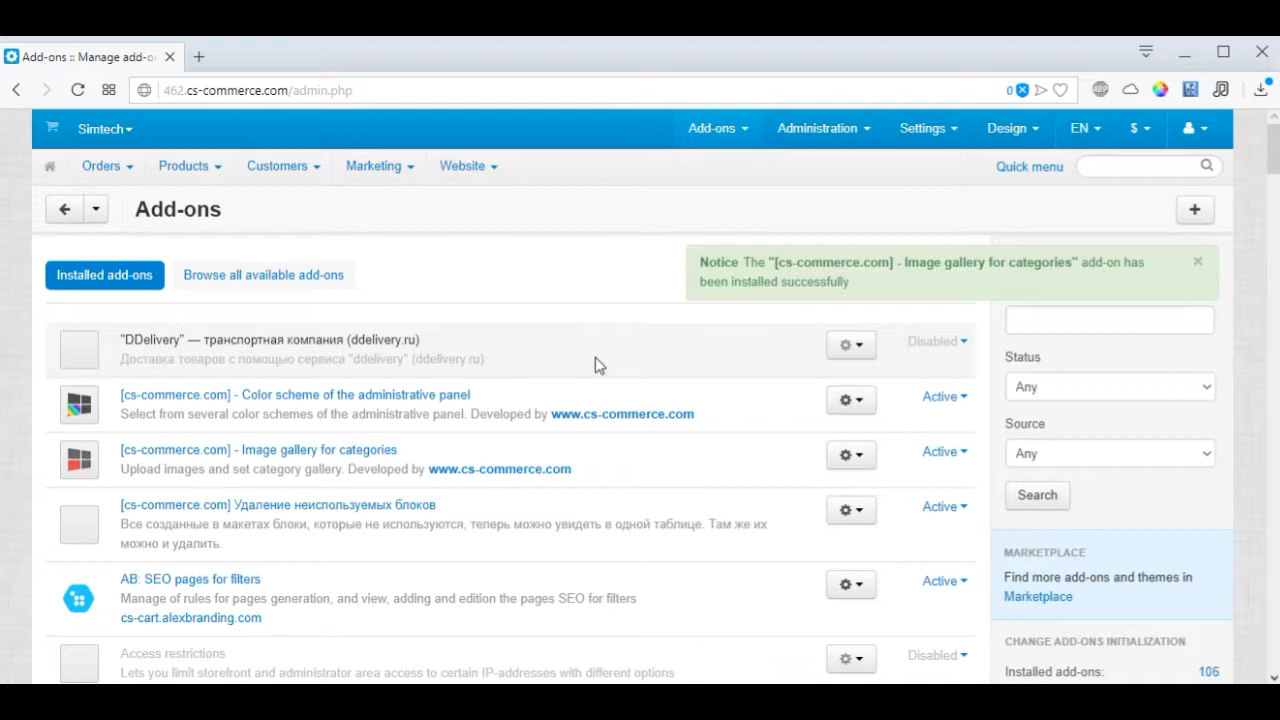 Add-ons :: Manage add-o
462.cs-commerce.com/admin.php
0
Simtech
Add-ons
Administration
Settings
Design
EN
$
Orders
Products
Customers
Marketing
Website
Quick menu
Add-ons
Installed add-ons
Browse all available add-ons
Notice The "[cs-commerce.com] - Image gallery for categories" add-on has
been installed successfully
"DDelivery" — транспортная компания (ddelivery.ru)
Доставка товаров с помощью сервиса "ddelivery" (ddelivery.ru)
Disabled
[cs-commerce.com] - Color scheme of the administrative panel
Select from several color schemes of the administrative panel. Developed by www.cs-commerce.com
Active
[cs-commerce.com] - Image gallery for categories
Upload images and set category gallery. Developed by www.cs-commerce.com
Active
[cs-commerce.com] Удаление неиспользуемых блоков
Все созданные в макетах блоки, которые не используются, теперь можно увидеть в одной таблице. Там же их
можно и удалить.
Active
AB: SEO pages for filters
Manage of rules for pages generation, and view, adding and edition the pages SEO for filters
cs-cart.alexbranding.com
Active
Access restrictions
Lets you limit storefront and administrator area access to certain IP-addresses with different options
Disabled
Status
Any
Source
Any
Search
MARKETPLACE
Find more add-ons and themes in
Marketplace
CHANGE ADD-ONS INITIALIZATION
Installed add-ons: 106